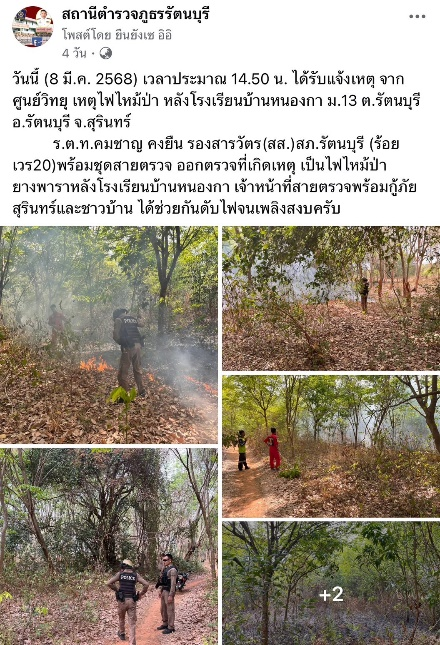 สถานีตำรวจภูธรรัตนบุรี
โพสต์โดย ยืนยังเซ อิอิ
4 วัน ·
วันนี้ (8 มี.ค. 2568) เวลาประมาณ 14.50 น. ได้รับแจ้งเหตุ จาก
ศูนย์วิทยุ เหตุไฟไหม้ป่า หลังโรงเรียนบ้านหนองกา ม.13 ต.รัตนบุรี
อ.รัตนบุรี จ.สุรินทร์
ร.ต.ท.คมชาญ คงยืน รองสารวัตร(สส.)สภ.รัตนบุรี (ร้อย
เวร20)พร้อมชุดสายตรวจ ออกตรวจที่เกิดเหตุ เป็นไฟไหม้ป่า
ยางพาราหลังโรงเรียนบ้านหนองกา เจ้าหน้าที่สายตรวจพร้อมกู้ภัย
สุรินทร์และชาวบ้าน ได้ช่วยกันดับไฟจนเพลิงสงบครับ
POLICE
+2